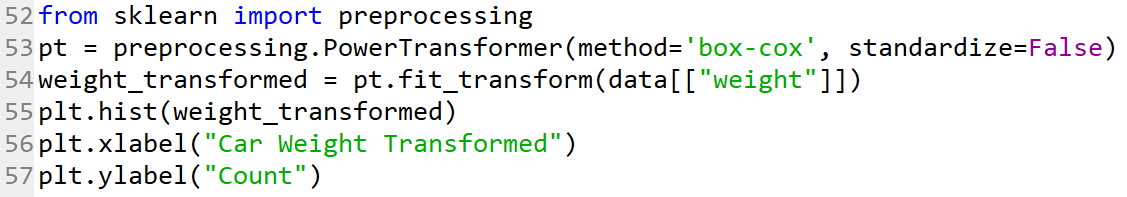 52 from sklearn import preprocessing
53 pt = preprocessing.PowerTransformer(method='box-cox', standardize=False)
54 weight_transformed = pt.fit_transform(data[["weight"]])
55 plt.hist(weight_transformed)
56 plt.xlabel("Car Weight Transformed")
57 plt.ylabel("Count")